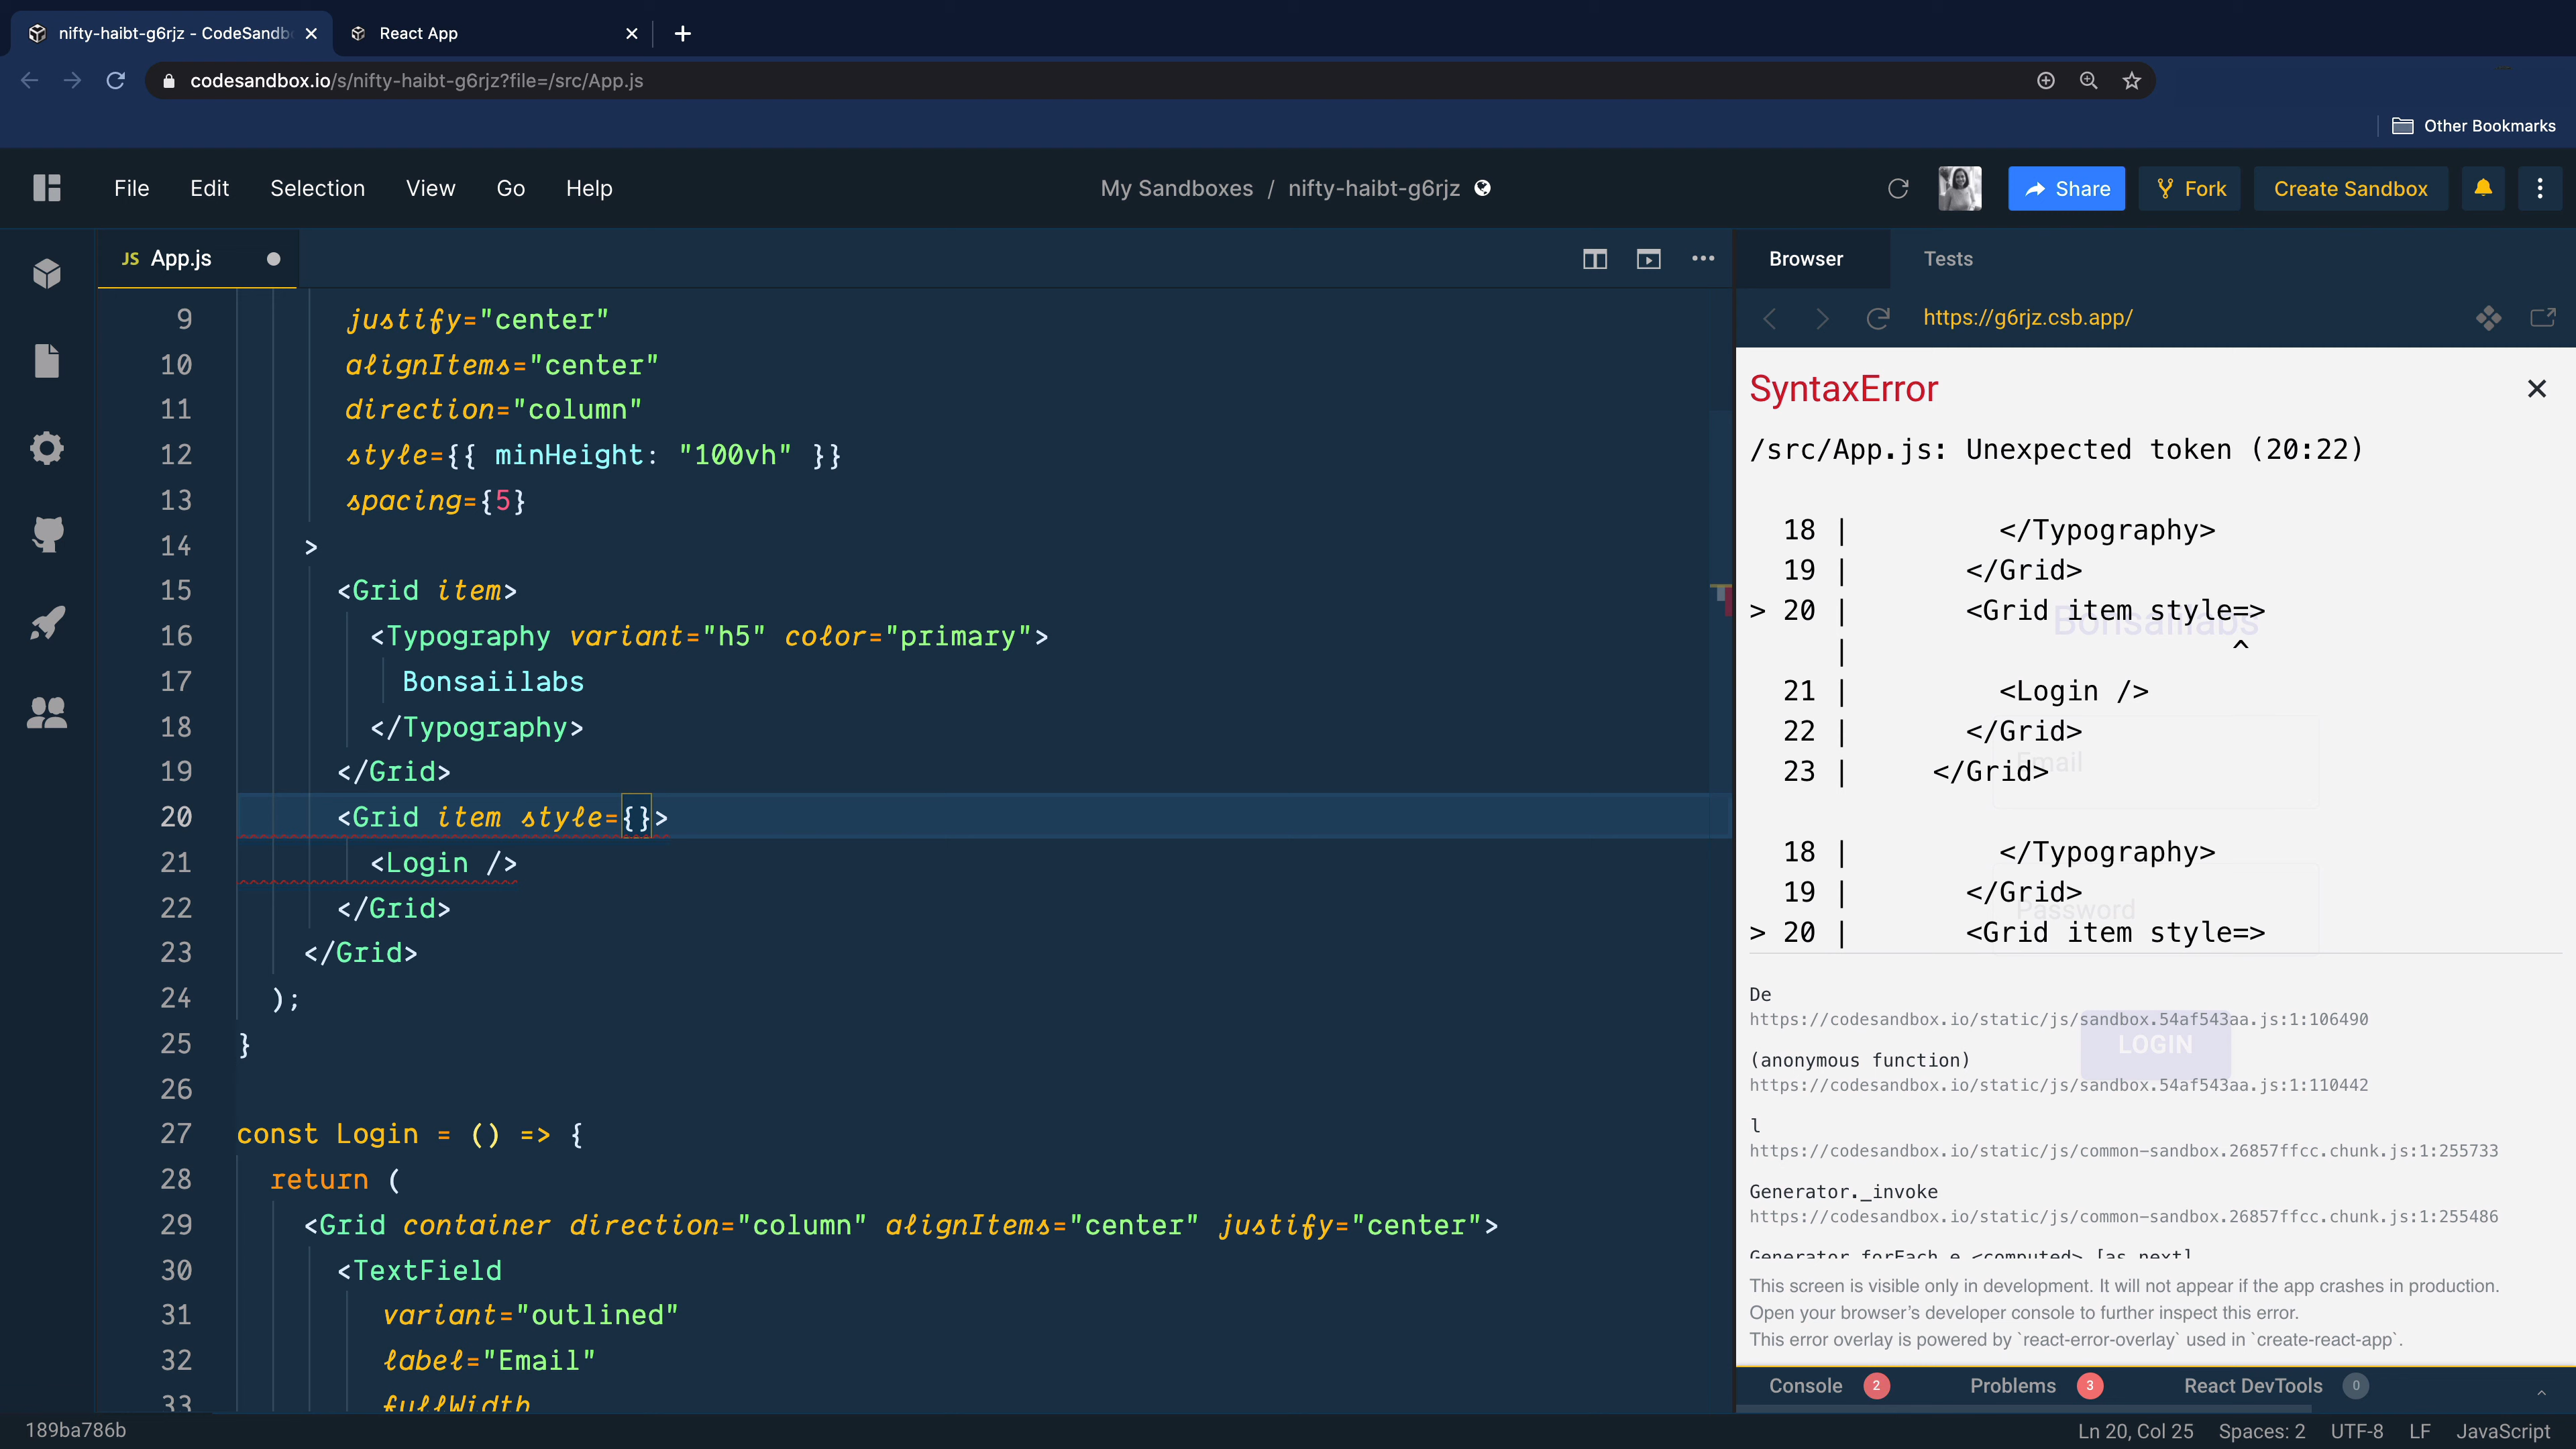 nifty-haibt-g6rjz - CodeSandb
React App
codesandbox.io/s/nifty-haibt-g6rjz?file=/src/App.js
Other Bookmarks
File Edit Selection View Go Help
My Sandboxes / nifty-haibt-g6rjz
Share
Fork
Create Sandbox
JS App.js
9 justify="center"
10 alignItems="center"
11 direction="column"
12 style={{ minHeight: "100vh" }}
13 spacing={5}
14 >
15 <Grid item>
16 <Typography variant="h5" color="primary">
17 Bonsaiilabs
18 </Typography>
19 </Grid>
20 <Grid item style={}>
21 <Login />
22 </Grid>
23 </Grid>
24 );
25 }
26
27 const Login = () => {
28 return (
29 <Grid container direction="column" alignItems="center" justify="center">
30 <TextField
31 variant="outlined"
32 label="Email"
33 fullWidth
Browser Tests
https://g6rjz.csb.app/
SyntaxError
/src/App.js: Unexpected token (20:22)
18 | </Typography>
19 | </Grid>
> 20 | <Grid item style=>
Bonsaiilabs
| ^
21 | <Login />
22 | </Grid>
Email
23 | </Grid>
18 | </Typography>
19 | </Grid>
Password
> 20 | <Grid item style=>
De
https://codesandbox.io/static/js/sandbox.54af543aa.js:1:106490
LOGIN
(anonymous function)
https://codesandbox.io/static/js/sandbox.54af543aa.js:1:110442
l
https://codesandbox.io/static/js/common-sandbox.26857ffcc.chunk.js:1:255733
Generator._invoke
https://codesandbox.io/static/js/common-sandbox.26857ffcc.chunk.js:1:255486
Generator.forEach.e.<computed> [as next]
This screen is visible only in development. It will not appear if the app crashes in production.
Open your browser’s developer console to further inspect this error.
This error overlay is powered by `react-error-overlay` used in `create-react-app`.
Console 2 Problems 3 React DevTools 0
189ba786b
Ln 20, Col 25 Spaces: 2 UTF-8 LF JavaScript